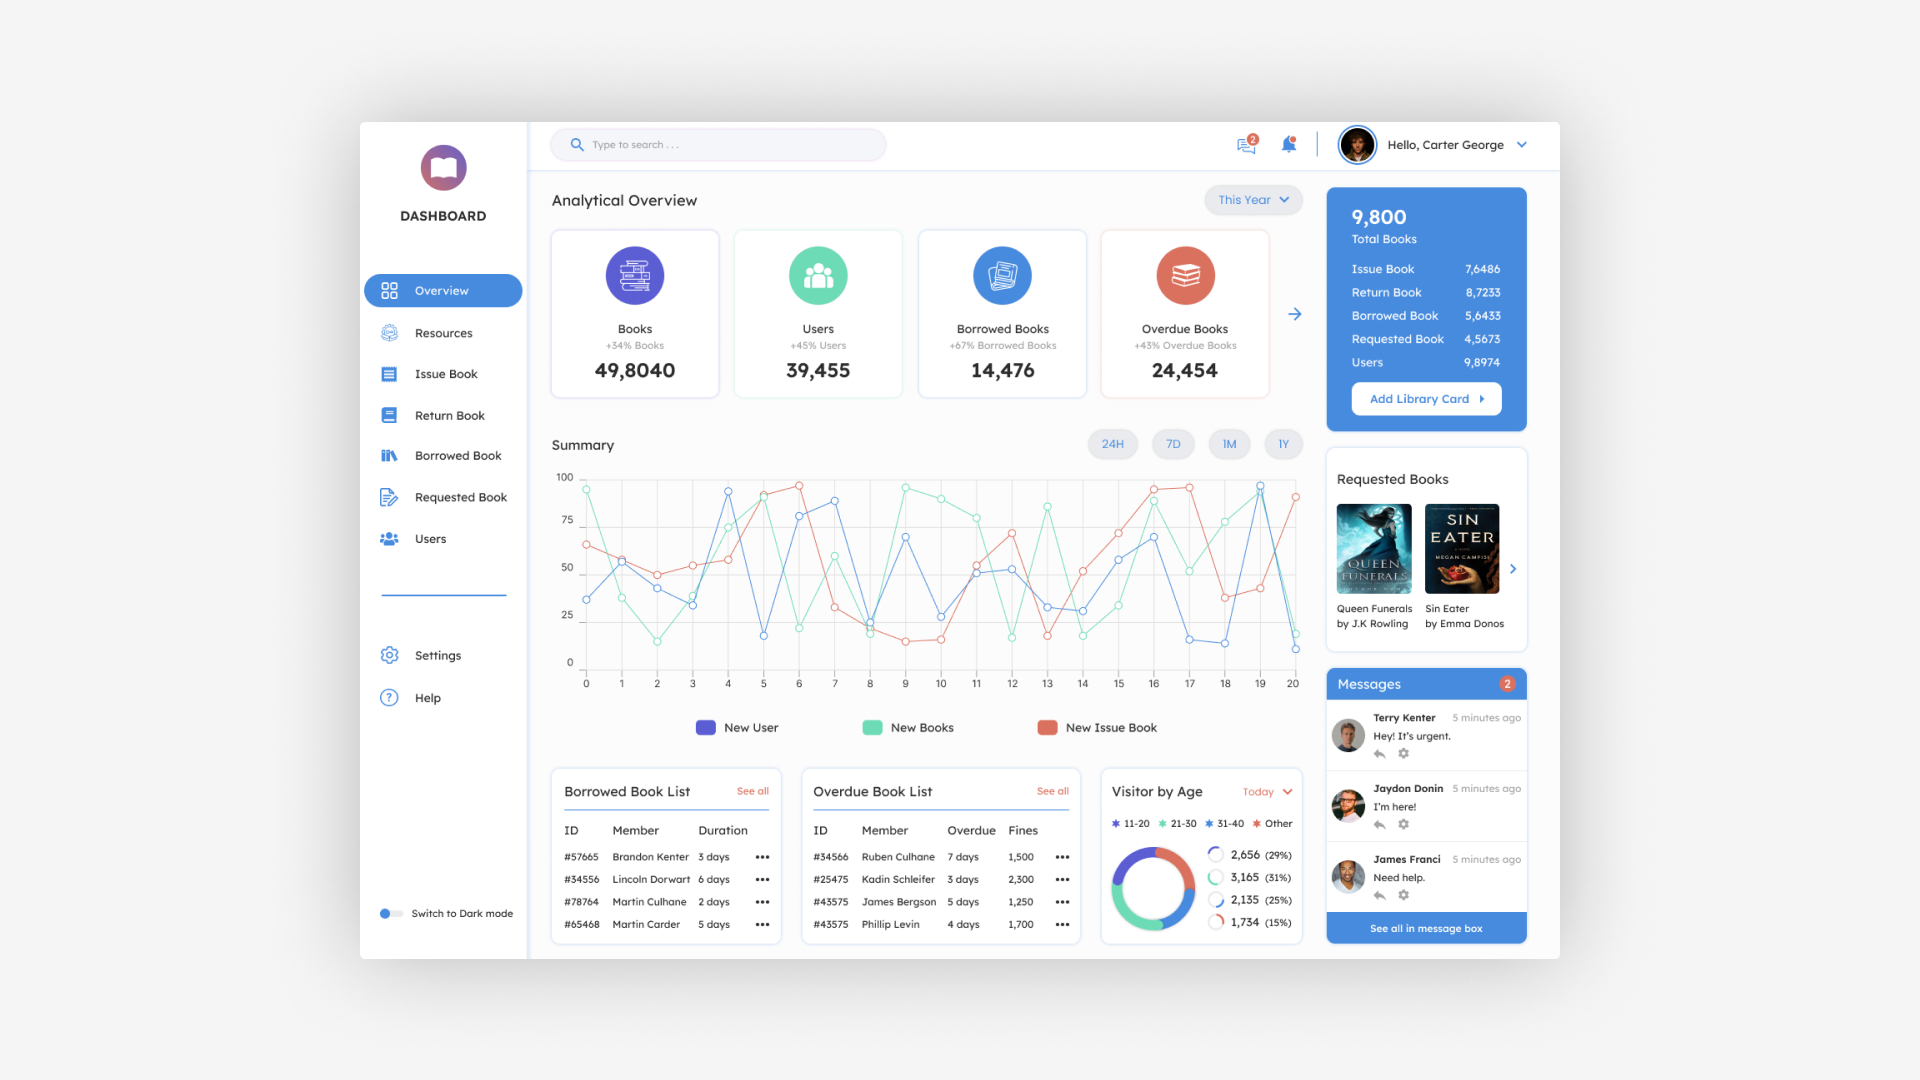 DASHBOARD
Overview
Resources
Issue Book
Return Book
Borrowed Book
Requested Book
Users
Settings
Help
Switch to Dark mode
Type to search . . .
2
Hello, Carter George
Analytical Overview
This Year
Books
+34% Books
49,8040
Users
+45% Users
39,455
Borrowed Books
+67% Borrowed Books
14,476
Overdue Books
+43% Overdue Books
24,454
Summary
24H 7D 1M 1Y
100
75
50
25
0
0 1 2 3 4 5 6 7 8 9 10 11 12 13 14 15 16 17 18 19 20
New User New Books New Issue Book
Borrowed Book List See all
ID Member Duration
#57665 Brandon Kenter 3 days
#34556 Lincoln Dorwart 6 days
#78764 Martin Culhane 2 days
#65468 Martin Carder 5 days
Overdue Book List See all
ID Member Overdue Fines
#34566 Ruben Culhane 7 days 1,500
#25475 Kadin Schleifer 3 days 2,300
#43575 James Bergson 5 days 1,250
#43575 Phillip Levin 4 days 1,700
Visitor by Age Today
11-20 21-30 31-40 Other
2,656 (29%)
3,165 (31%)
2,135 (25%)
1,734 (15%)
9,800
Total Books
Issue Book 7,6486
Return Book 8,7233
Borrowed Book 5,6433
Requested Book 4,5673
Users 9,8974
Add Library Card
Requested Books
QUEEN
FUNERALS
Queen Funerals
by J.K Rowling
SIN
EATER
MEGAN CAMPISI
Sin Eater
by Emma Donos
Messages 2
Terry Kenter 5 minutes ago
Hey! It's urgent.
Jaydon Donin 5 minutes ago
I'm here!
James Franci 5 minutes ago
Need help.
See all in message box